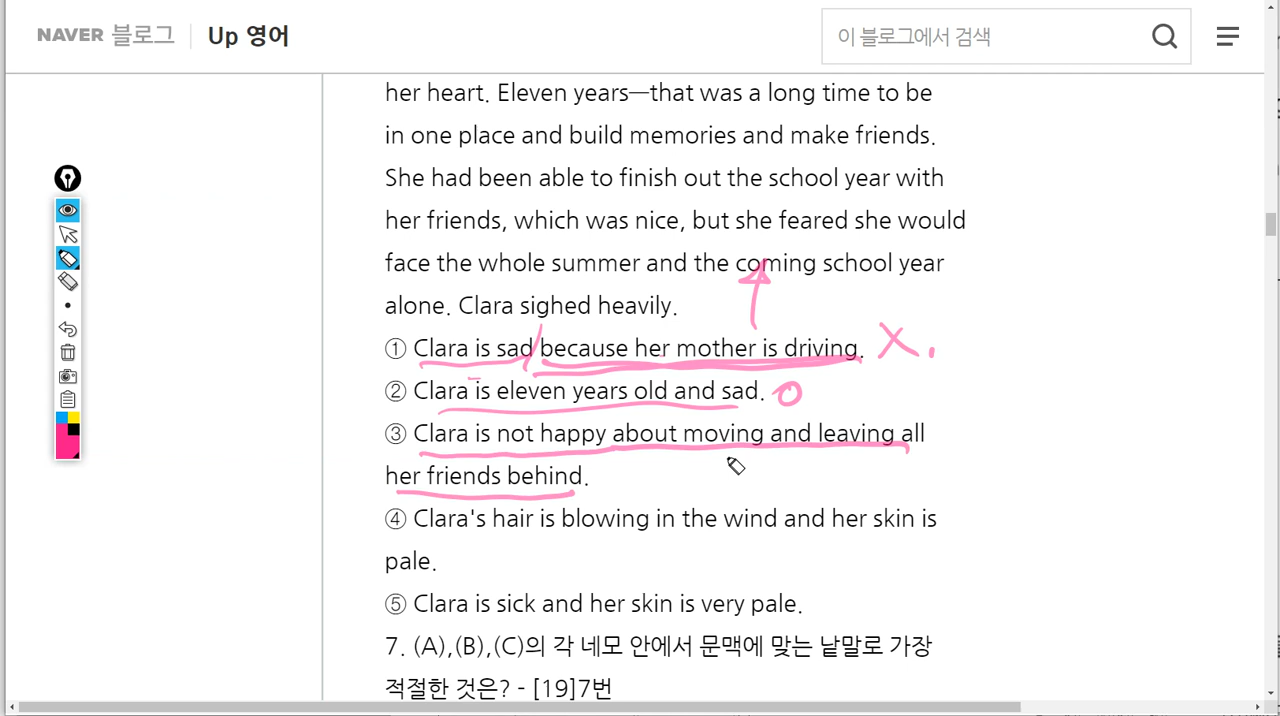 NAVER 블로그 Up 영어 이 블로그에서 검색
her heart. Eleven years—that was a long time to be
in one place and build memories and make friends.
She had been able to finish out the school year with
her friends, which was nice, but she feared she would
face the whole summer and the coming school year
alone. Clara sighed heavily.
① Clara is sad because her mother is driving. X.
② Clara is eleven years old and sad. O
③ Clara is not happy about moving and leaving all
her friends behind.
④ Clara's hair is blowing in the wind and her skin is
pale.
⑤ Clara is sick and her skin is very pale.
7. (A),(B),(C)의 각 네모 안에서 문맥에 맞는 낱말로 가장
적절한 것은? - [19]7번